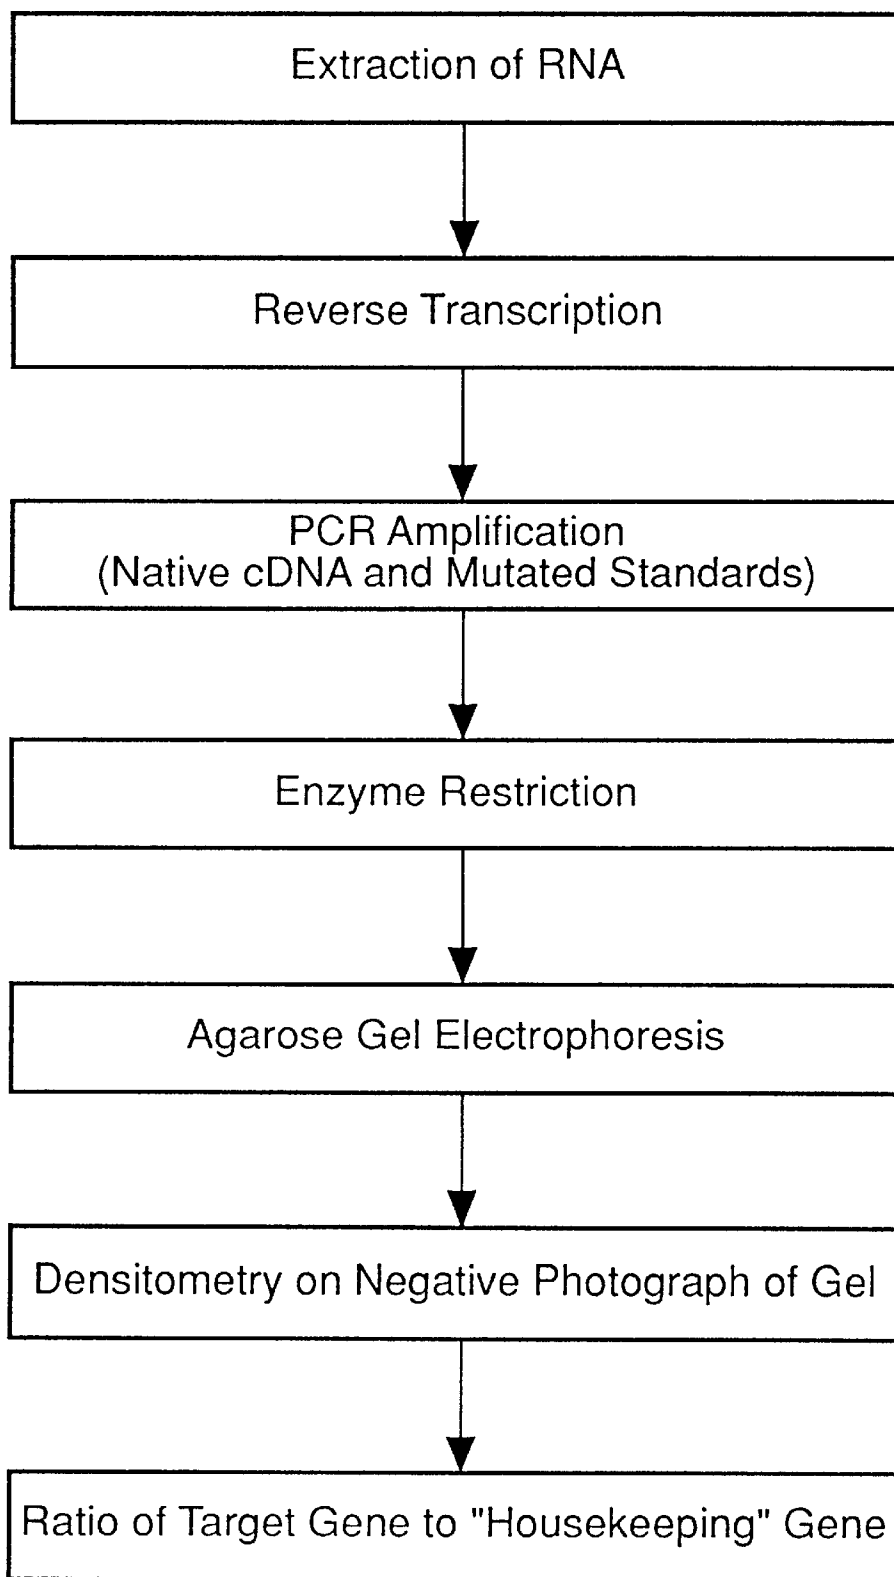 Extraction of RNA
Reverse Transcription
PCR Amplification
(Native cDNA and Mutated Standards)
Enzyme Restriction
Agarose Gel Electrophoresis
Densitometry on Negative Photograph of Gel
Ratio of Target Gene to "Housekeeping" Gene